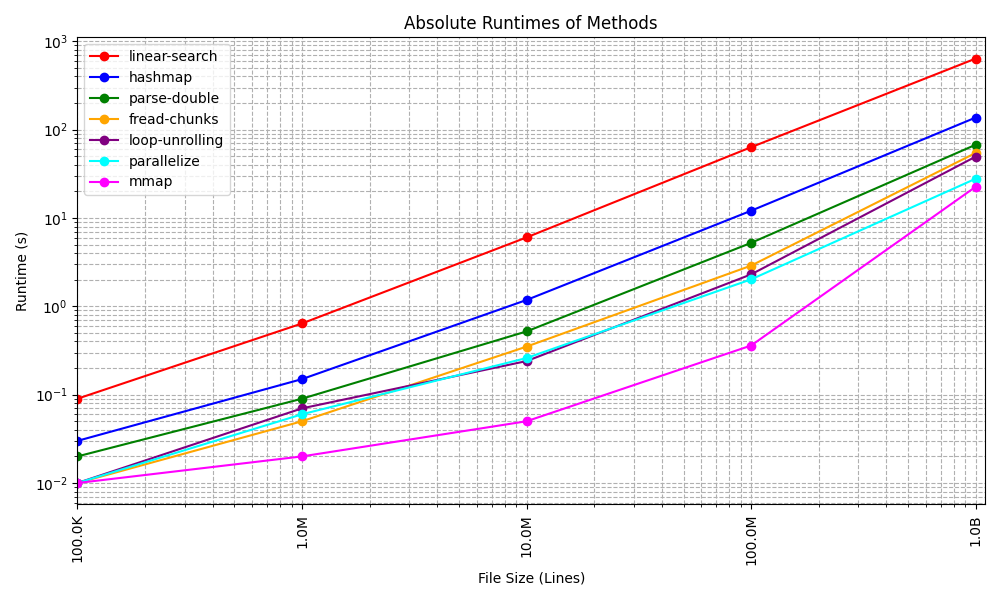 Absolute Runtimes of Methods
10³
10²
10¹
10⁰
10⁻¹
10⁻²
Runtime (s)
linear-search
hashmap
parse-double
fread-chunks
loop-unrolling
parallelize
mmap
100.0K
1.0M
10.0M
100.0M
1.0B
File Size (Lines)